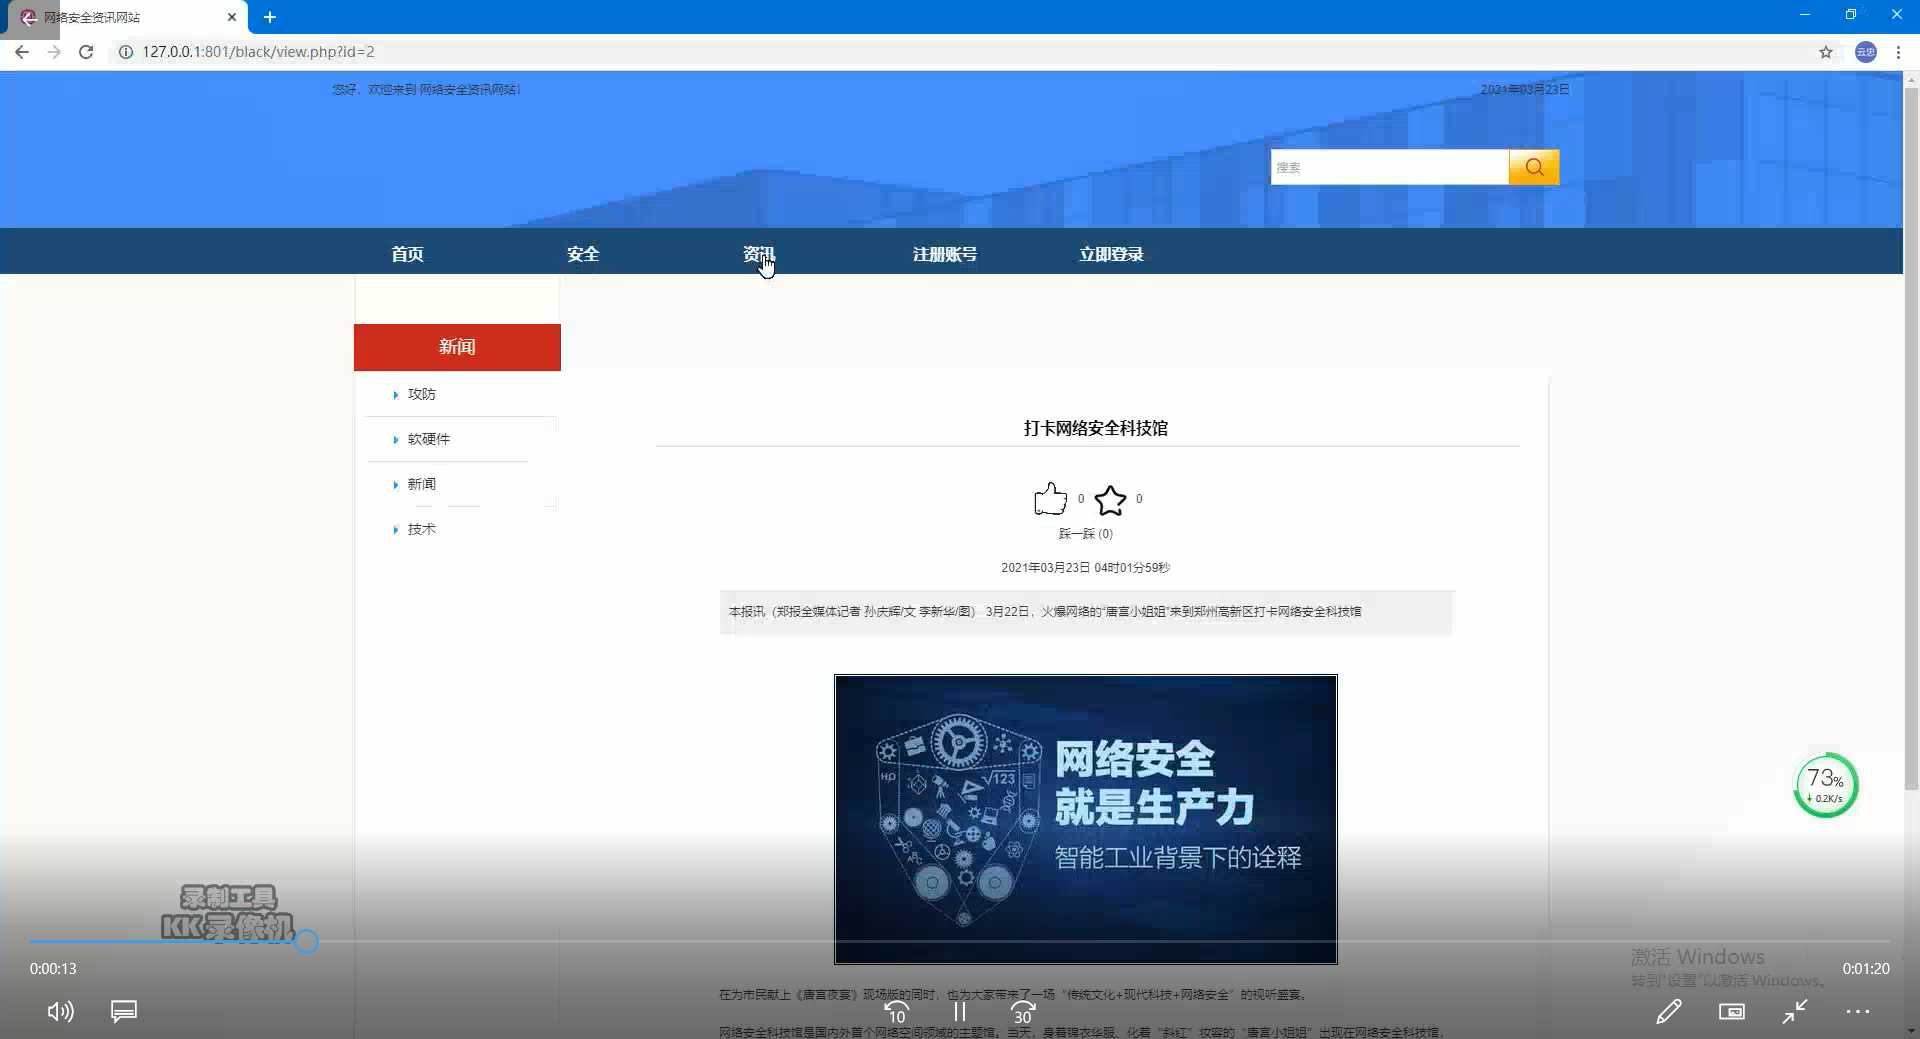 网络安全资讯网站
127.0.0.1:801/black/view.php?id=2
云忠
您好，欢迎来到 网络安全资讯网站!
2021年03月23日
搜索
首页 安全 资讯 注册账号 立即登录
新闻
攻防
软硬件
新闻
技术
打卡网络安全科技馆
0 0
踩一踩 (0)
2021年03月23日 04时01分59秒
本报讯（郑报全媒体记者 孙庆辉/文 李新华/图） 3月22日，火爆网络的“唐宫小姐姐”来到郑州高新区打卡网络安全科技馆
H₂O √123
ABC
网络安全
就是生产力
智能工业背景下的诠释
73%
0.2K/s
录制工具
KK录像机
激活 Windows
转到“设置”以激活 Windows。
0:00:13
0:01:20
10 30
在为市民献上《唐宫夜宴》现场版的同时，也为大家带来了一场“传统文化+现代科技+网络安全”的视听盛宴。
网络安全科技馆是国内外首个网络空间领域的主题馆。当天，身着锦衣华服、化着“斜红”妆容的“唐宫小姐姐”出现在网络安全科技馆，